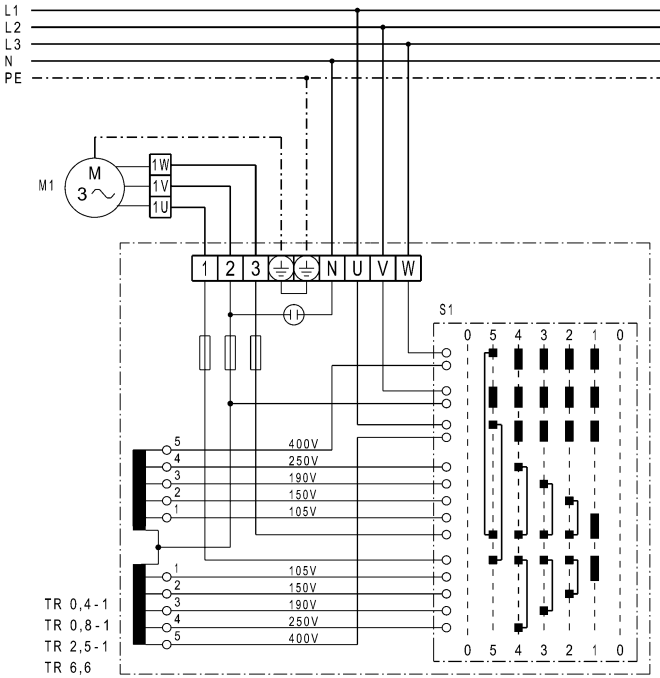 L1
L2
L3
N
PE
M1
M
3
1W
1V
1U
1 2 3 N U V W
S1
0 5 4 3 2 1 0
5 400V
4 250V
3 190V
2 150V
1 105V
1 105V
2 150V
3 190V
4 250V
5 400V
TR 0,4-1
TR 0,8-1
TR 2,5-1
TR 6,6
0 5 4 3 2 1 0